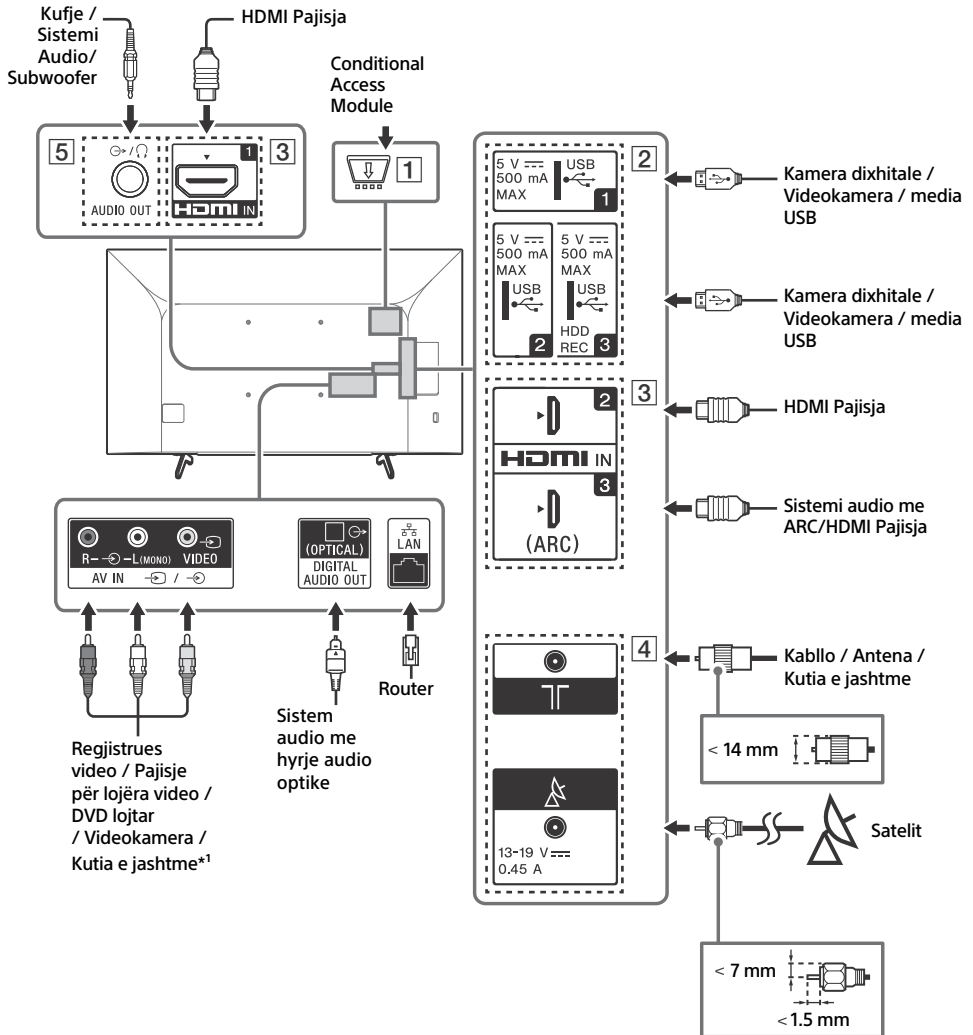 Kufje /
Sistemi
Audio/
Subwoofer
HDMI Pajisja
Conditional
Access
Module
5
AUDIO OUT
1
HDMI IN
3
1
2
5 V
500 mA
MAX
USB
1
5 V
500 mA
MAX
USB
2
5 V
500 mA
MAX
USB
HDD
REC 3
Kamera dixhitale /
Videokamera / media
USB
Kamera dixhitale /
Videokamera / media
USB
3
2
HDMI IN
3
(ARC)
HDMI Pajisja
Sistemi audio me
ARC/HDMI Pajisja
R- -L(MONO) VIDEO
AV IN /
(OPTICAL)
DIGITAL
AUDIO OUT
LAN
Regjistrues
video / Pajisje
për lojëra video /
DVD lojtar
/ Videokamera /
Kutia e jashtme*1
Sistem
audio me
hyrje audio
optike
Router
4
Kabllo / Antena /
Kutia e jashtme
< 14 mm
13-19 V
0.45 A
Satelit
< 7 mm
<1.5 mm